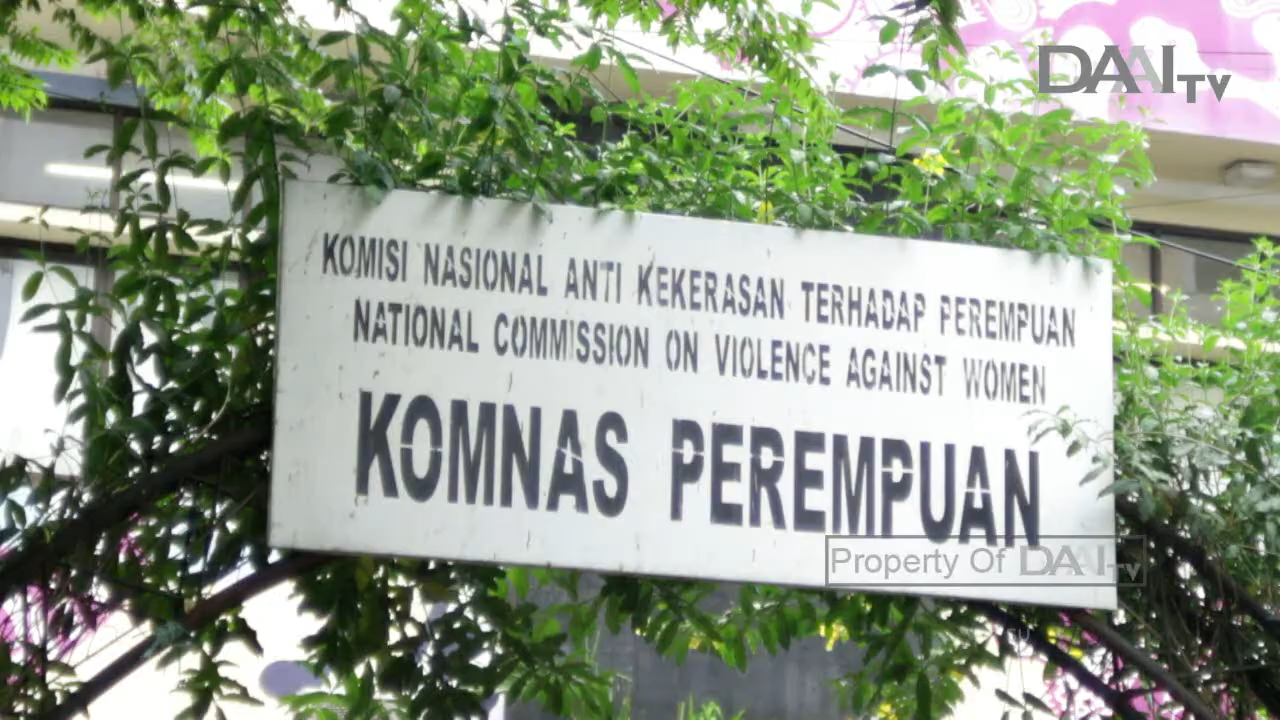 DAAI TV
KOMISI NASIONAL ANTI KEKERASAN TERHADAP PEREMPUAN
NATIONAL COMMISSION ON VIOLENCE AGAINST WOMEN
KOMNAS PEREMPUAN
Property Of DAAI TV